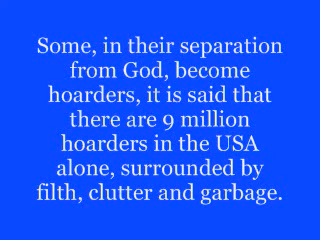 Some, in their separation
from God, become
hoarders, it is said that
there are 9 million
hoarders in the USA
alone, surrounded by
filth, clutter and garbage.